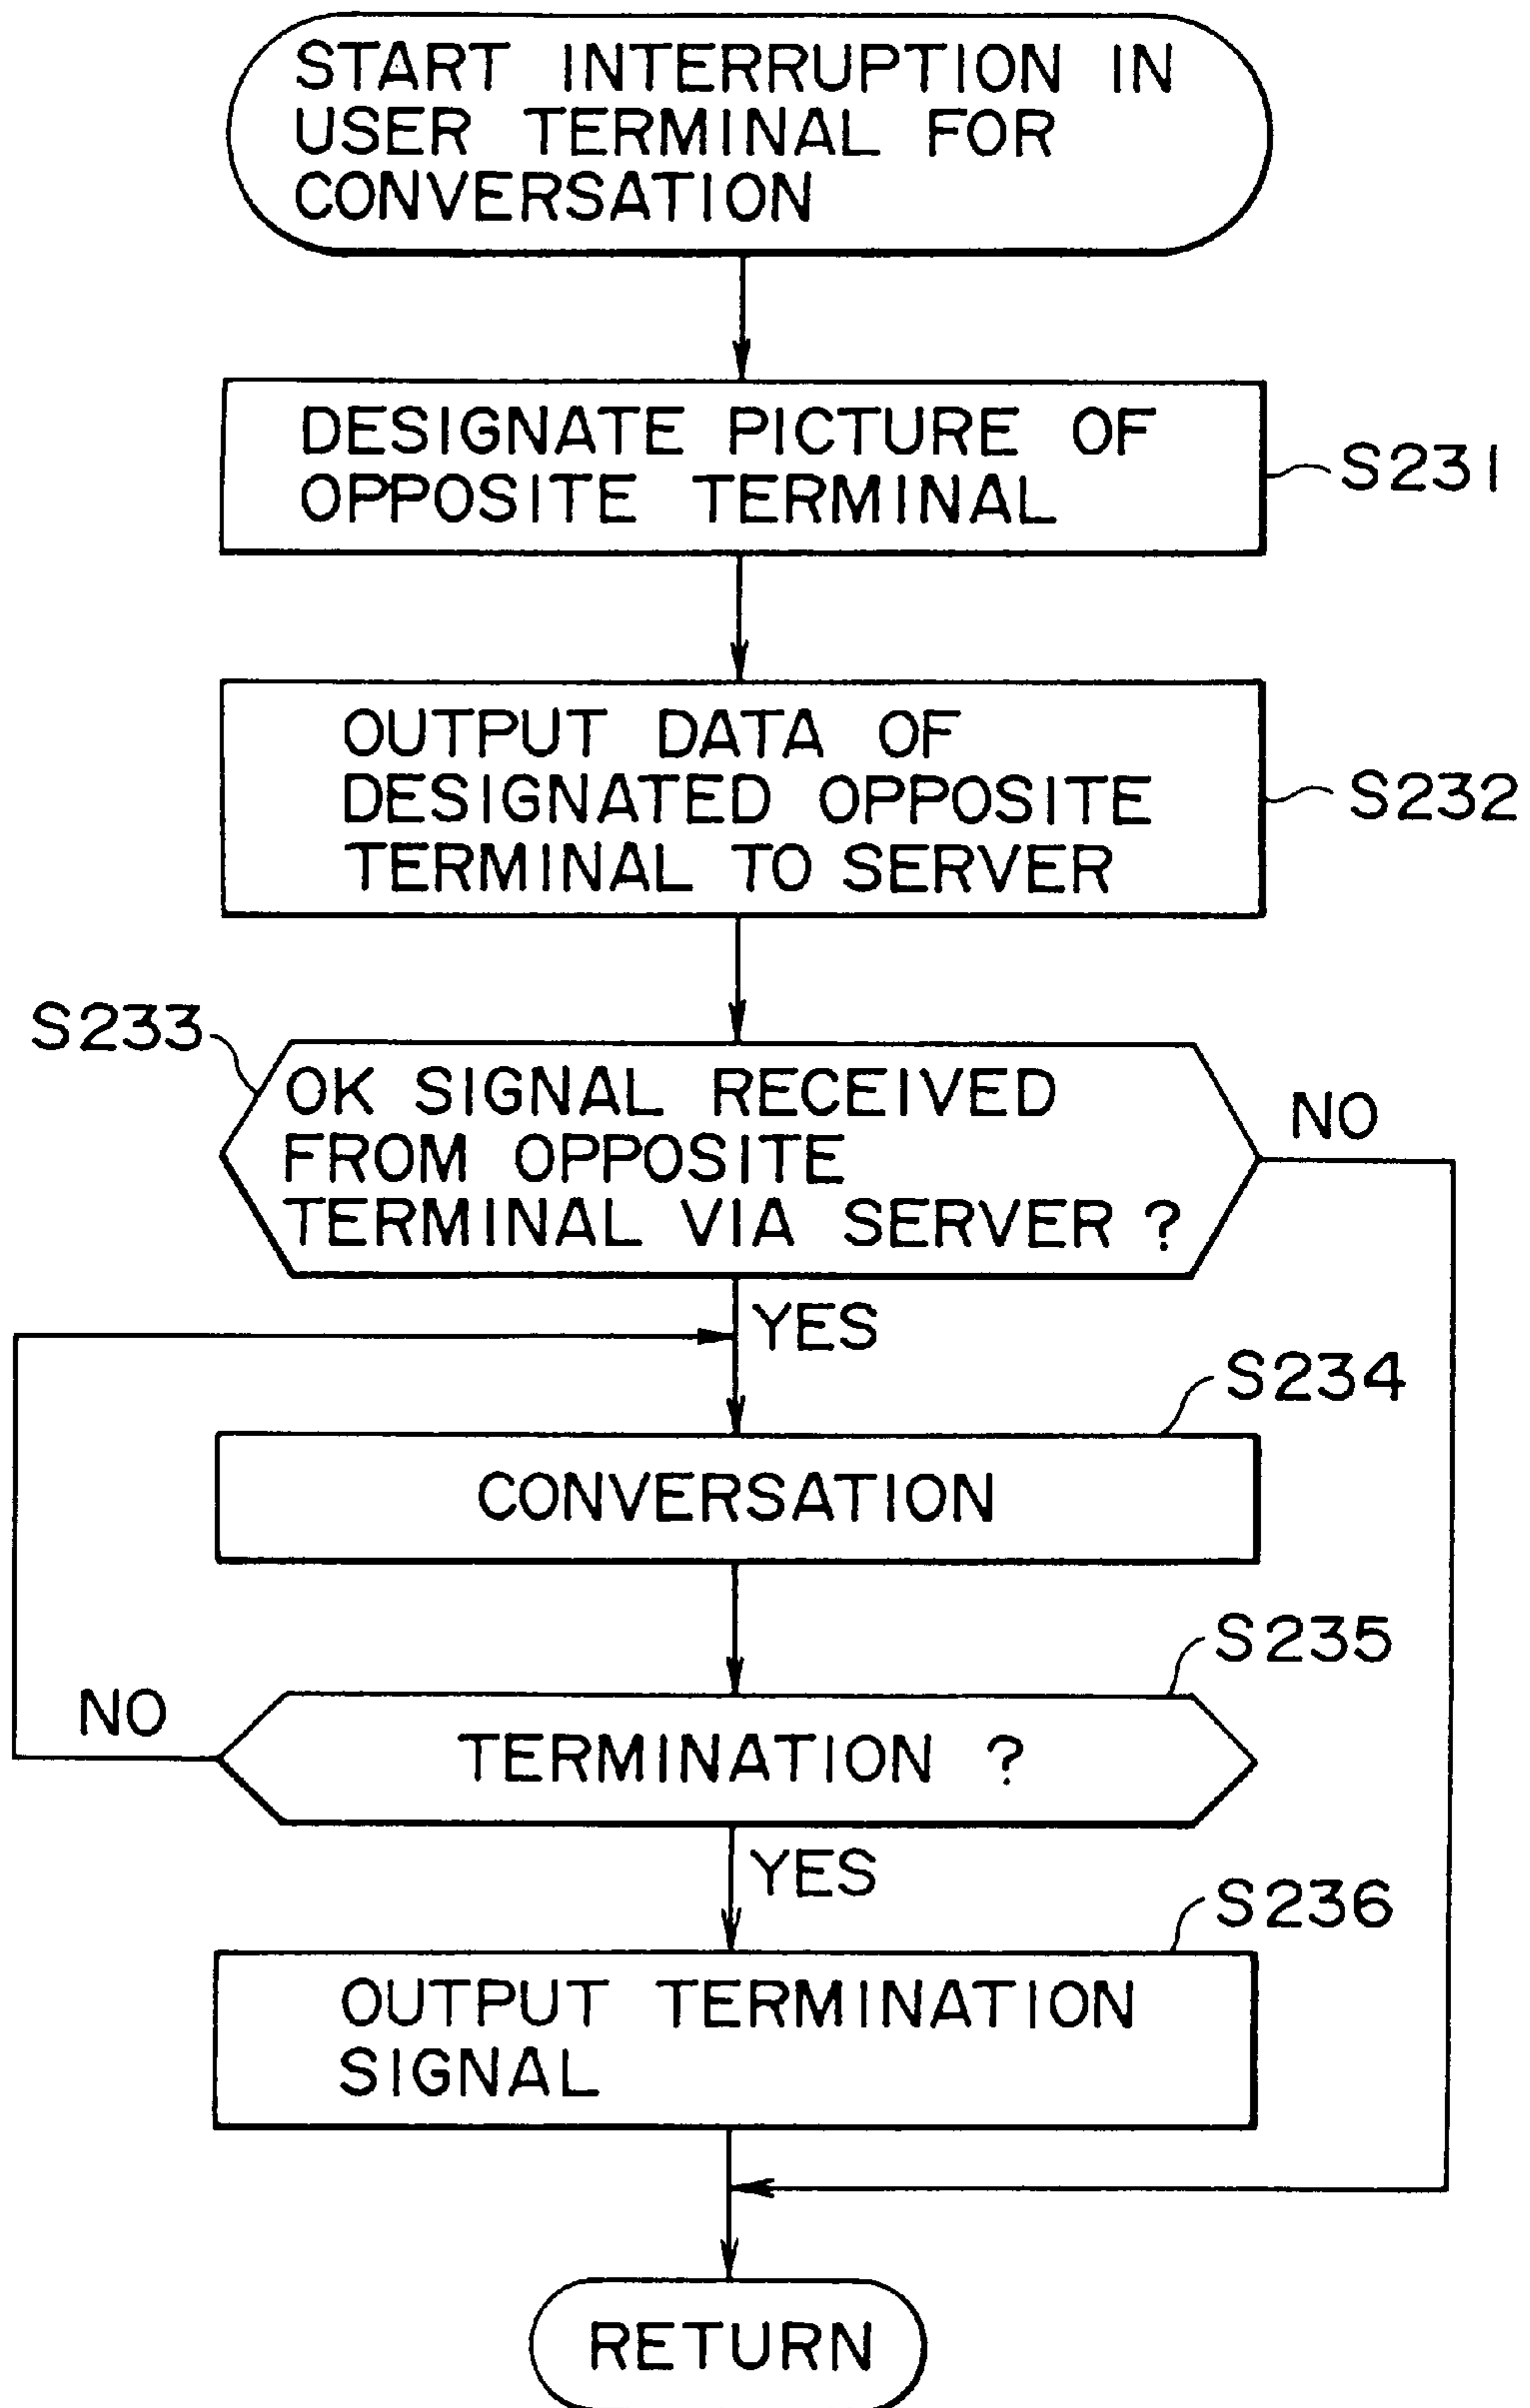 START INTERRUPTION IN
USER TERMINAL FOR
CONVERSATION
DESIGNATE PICTURE OF
OPPOSITE TERMINAL
S231
OUTPUT DATA OF
DESIGNATED OPPOSITE
TERMINAL TO SERVER
S232
S233
OK SIGNAL RECEIVED
FROM OPPOSITE
TERMINAL VIA SERVER ?
NO
YES
S234
CONVERSATION
S235
NO
TERMINATION ?
YES
S236
OUTPUT TERMINATION
SIGNAL
RETURN